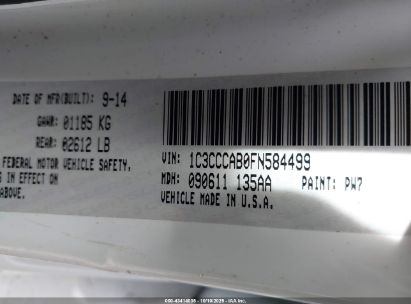 DATE OF MFR(BUILT): 9-14
GAWR: 01185 KG
REAR: 02612 LB
FEDERAL MOTOR VEHICLE SAFETY,
IN EFFECT ON
ABOVE.
VIN: 1C3CCCAB0FN584499
MDH: 090611 135AA PAINT: PW7
VEHICLE MADE IN U.S.A.